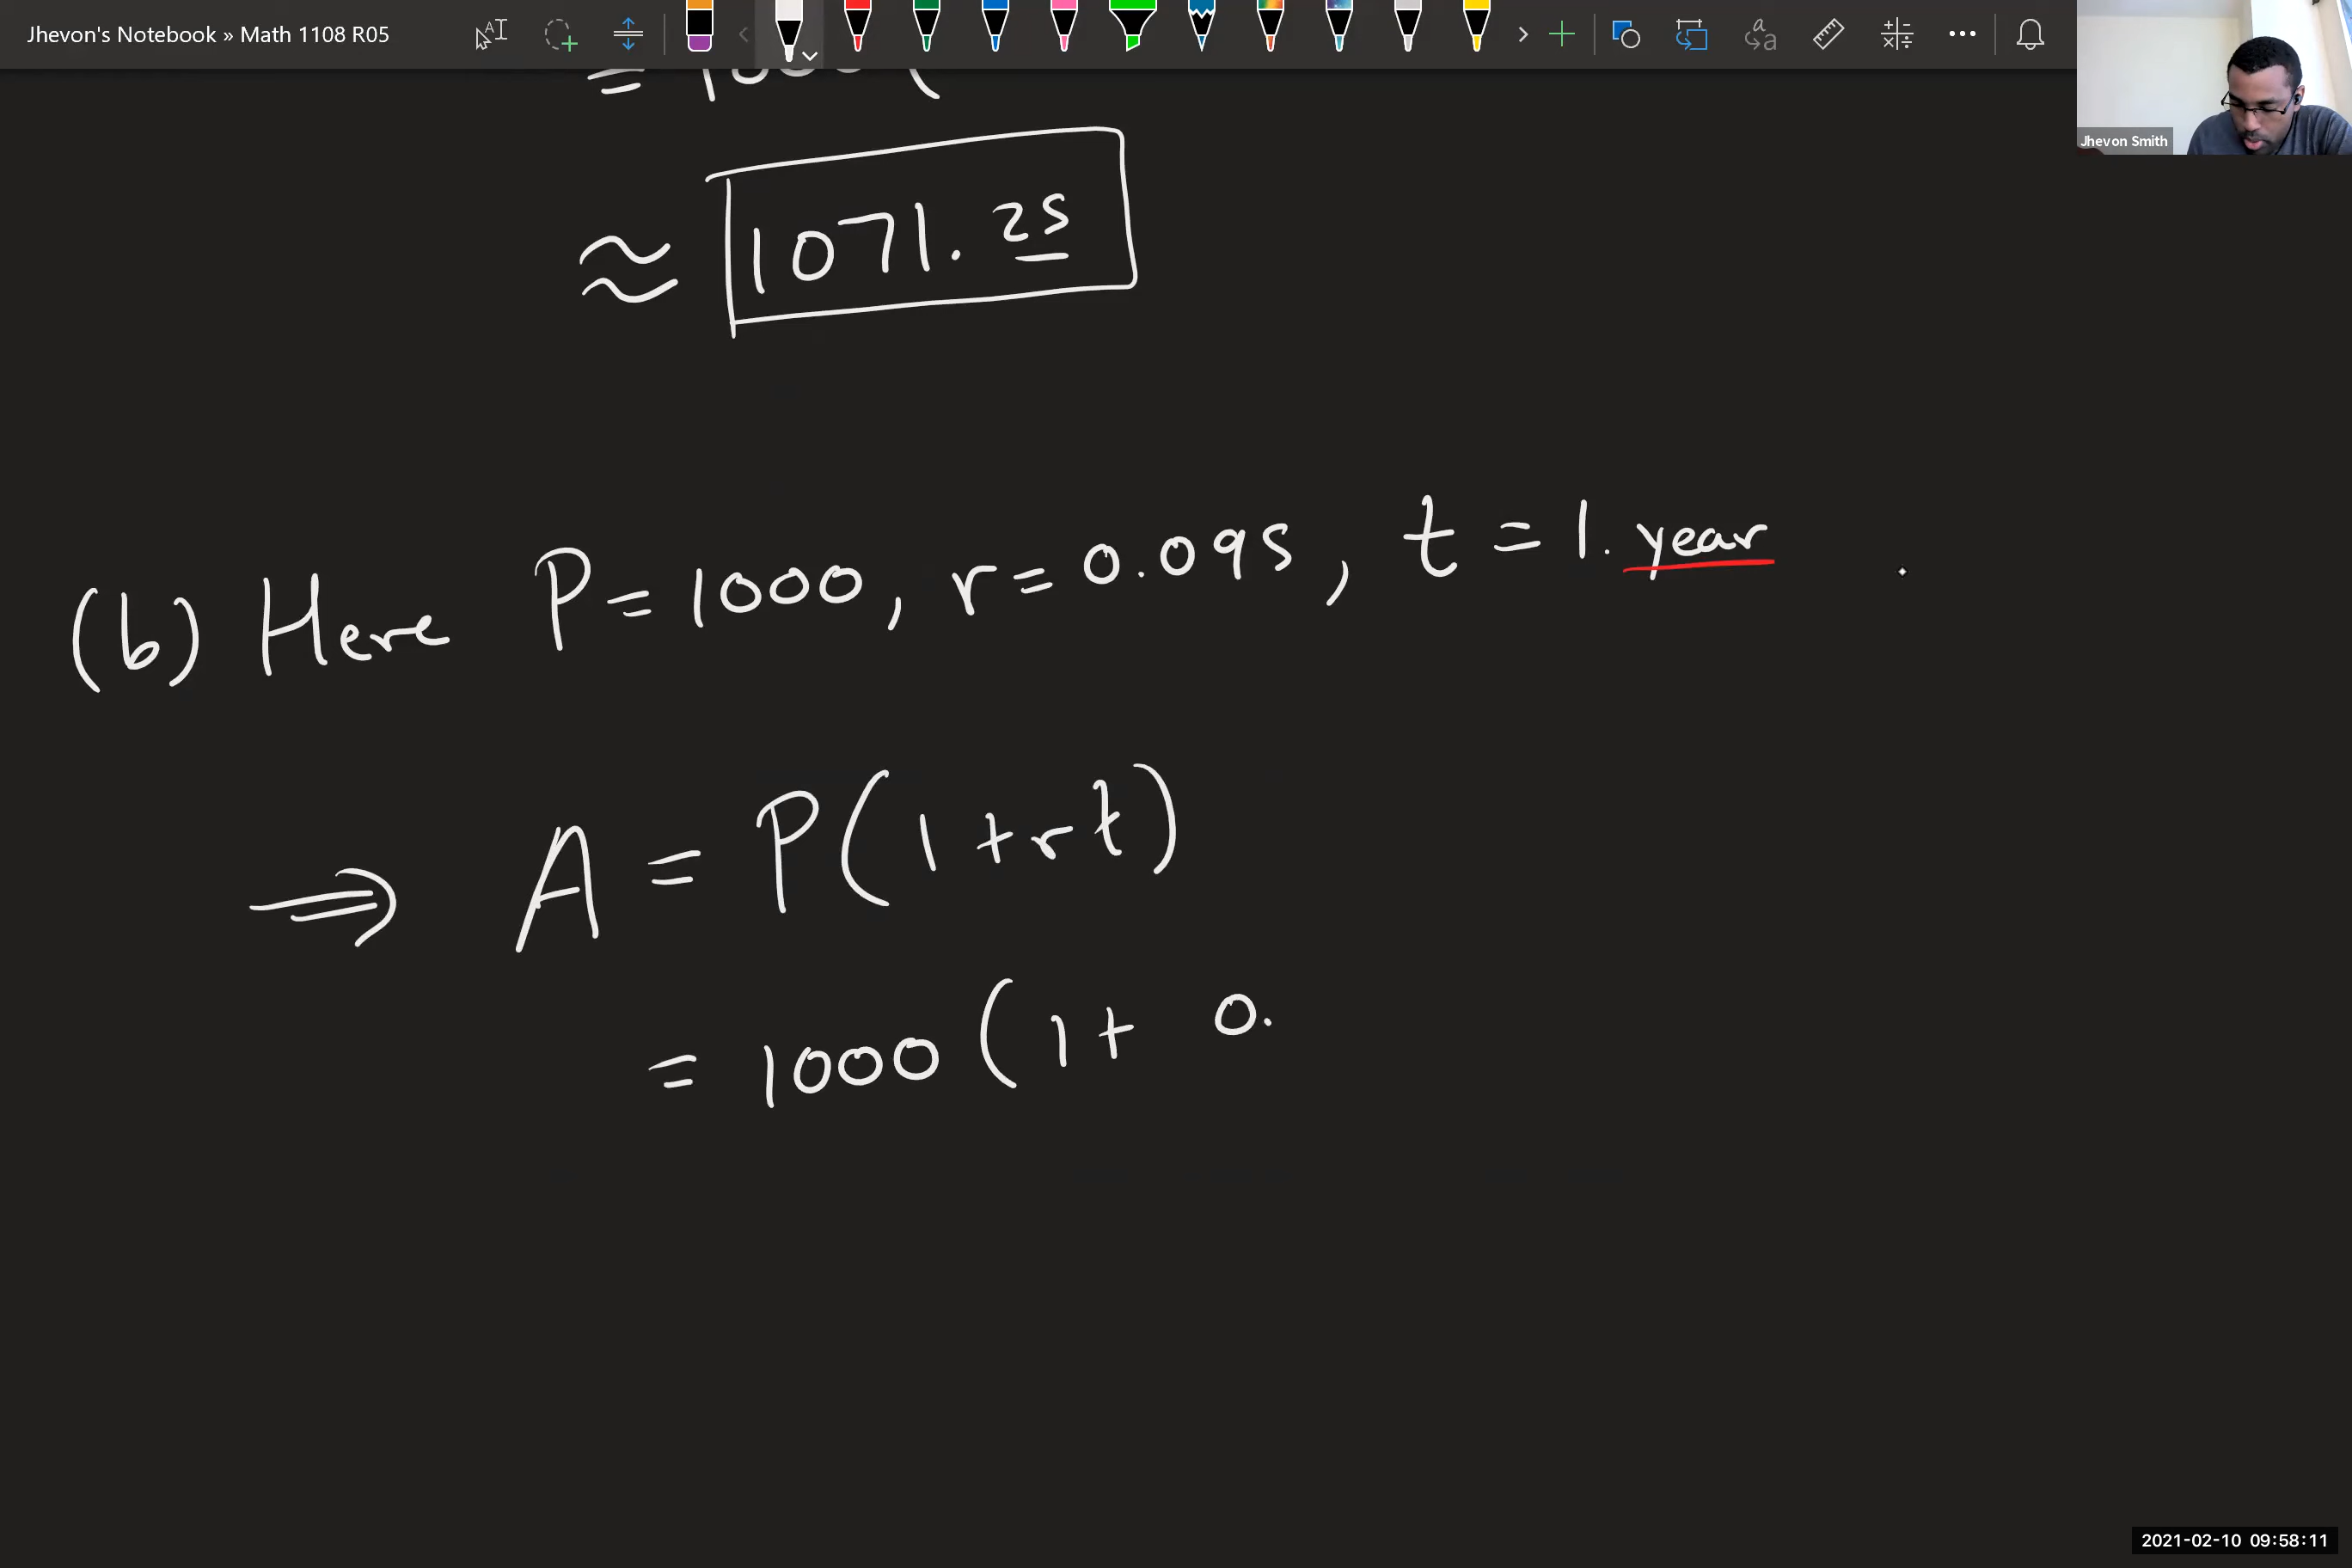 Jhevon's Notebook » Math 1108 R05
Jhevon Smith
≈ 1071.25
(b) Here P = 1000, r = 0.095, t = 1. year
⇒ A = P(1+rt)
= 1000 (1+ 0.
2021-02-10 09:58:11